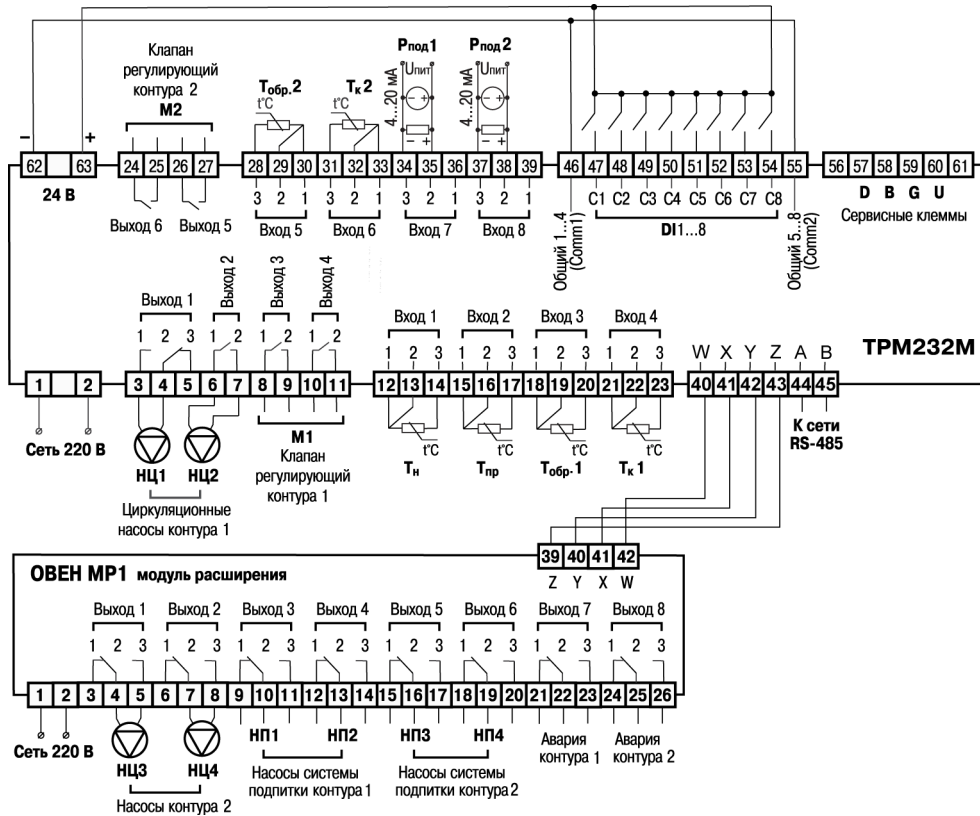 Клапан
регулирующий
контура 2
М2
Тобр.2
t°C
Тк 2
t°C
Рпод1
Uпит
4...20 мА
Рпод2
Uпит
4...20 мА
– +
– +
– +
– +
– +
62 63
24 25 26 27
28 29 30 31 32 33 34 35 36 37 38 39
46 47 48 49 50 51 52 53 54 55
56 57 58 59 60 61
24 В
Выход 6 Выход 5
3 2 1 3 2 1 3 2 1 3 2 1
Вход 5 Вход 6 Вход 7 Вход 8
C1 C2 C3 C4 C5 C6 C7 C8
DI1...8
Общий 1...4
(Comm1)
Общий 5...8
(Comm2)
D B G U
Сервисные клеммы
Выход 1
Выход 2
Выход 3
Выход 4
1 2 3 1 2 1 2 1 2
Вход 1 Вход 2 Вход 3 Вход 4
1 2 3 1 2 3 1 2 3 1 2 3
W X Y Z A B
ТРМ232М
1 2
3 4 5 6 7 8 9 10 11
12 13 14 15 16 17 18 19 20 21 22 23
40 41 42 43 44 45
Сеть 220 В
НЦ1 НЦ2
Циркуляционные
насосы контура 1
М1
Клапан
регулирующий
контура 1
t°C t°C t°C t°C
Тн Тпр Тобр.1 Тк 1
К сети
RS-485
39 40 41 42
Z Y X W
ОВЕН МР1 модуль расширения
Выход 1 Выход 2 Выход 3 Выход 4 Выход 5 Выход 6 Выход 7 Выход 8
1 2 3 1 2 3 1 2 3 1 2 3 1 2 3 1 2 3 1 2 3 1 2 3
1 2 3 4 5 6 7 8 9 10 11 12 13 14 15 16 17 18 19 20 21 22 23 24 25 26
Сеть 220 В
НЦ3 НЦ4
Насосы контура 2
НП1 НП2
Насосы системы
подпитки контура 1
НП3 НП4
Насосы системы
подпитки контура 2
Авария
контура 1
Авария
контура 2